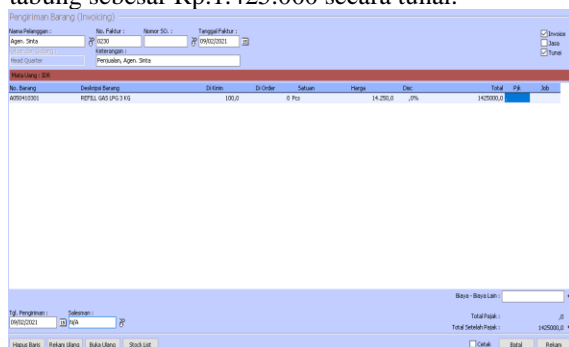 tabung sebesar Rp.1.425.000 secara tunai.
Pengiriman Barang (Invoicing)
Nama Pelanggan : No. Faktur : Nomor SO. : Tanggal Faktur :
Agen. Sinta 0230 09/02/2021 Invoice
Keterangan : Jasa
Head Quarter Penjualan, Agen. Sinta Tunai
Mata Uang : IDR
No. Barang Deskripsi Barang Di Kirim Di Order Satuan Harga Disc Total Pjk Job
A050410301 REFILL GAS LPG 3 KG 100,0 0 Pcs 14.250,0 ,0% 1425000,0
Biaya - Biaya Lain :
Tgl. Pengiriman : Salesman :
09/02/2021 15 N/A
Total Pajak : ,0
Total Setelah Pajak : 1425000,0
Hapus Baris Rekam Ulang Buka Ulang Stock List Cetak Batal Rekam